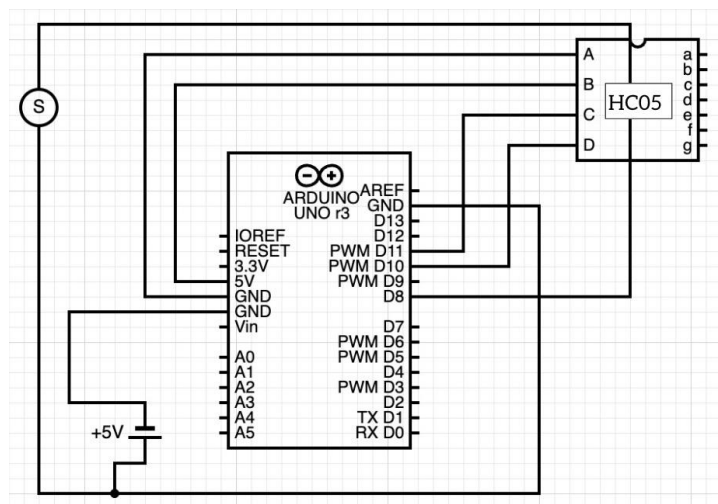 S
A
B
C
D
HC05
a
b
c
d
e
f
g
ARDUINO
UNO r3
AREF
GND
D13
D12
PWM D11
PWM D10
PWM D9
D8
D7
PWM D6
PWM D5
D4
PWM D3
D2
TX D1
RX D0
IOREF
RESET
3.3V
5V
GND
GND
Vin
A0
A1
A2
A3
A4
A5
+5V